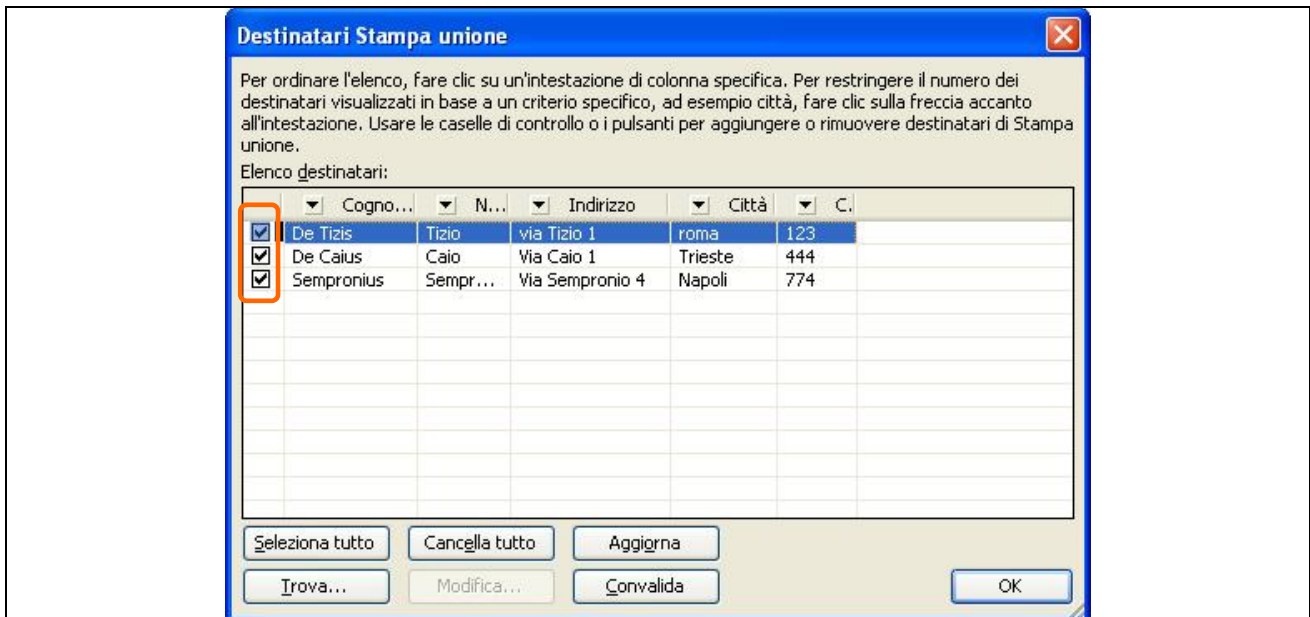 Destinatari Stampa unione
Per ordinare l'elenco, fare clic su un'intestazione di colonna specifica. Per restringere il numero dei
destinatari visualizzati in base a un criterio specifico, ad esempio città, fare clic sulla freccia accanto
all'intestazione. Usare le caselle di controllo o i pulsanti per aggiungere o rimuovere destinatari di Stampa
unione.
Elenco destinatari:
Cogno... N... Indirizzo Città C.
De Tizis Tizio via Tizio 1 roma 123
De Caius Caio Via Caio 1 Trieste 444
Sempronius Sempr... Via Sempronio 4 Napoli 774
Seleziona tutto Cancella tutto Aggiorna
Trova... Modifica... Convalida OK